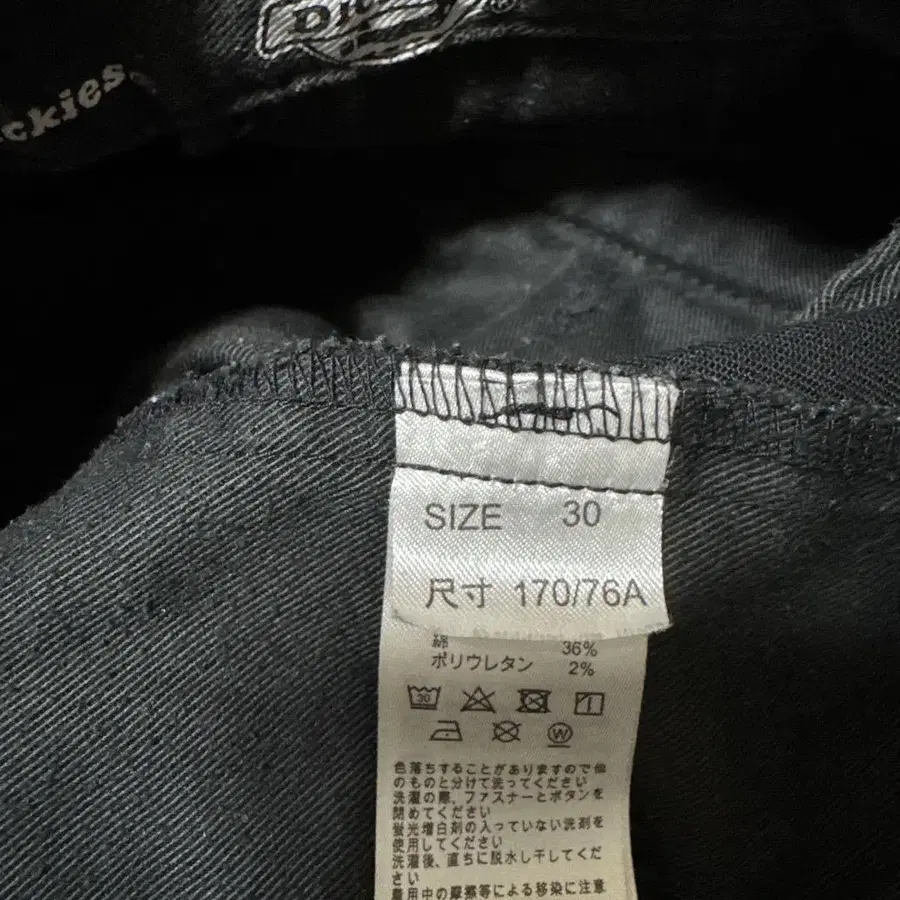 ckies
SIZE 30
尺寸 170/76A
綿 36%
ポリウレタン 2%
30
W
色落ちすることがありますので他
のものと分けて洗ってください
洗濯の際、ファスナーとボタンを
閉めてください
蛍光増白剤の入っていない洗剤を
使用してください
洗濯後、直ちに脱水し干してくだ
さい
着用中の摩擦等による移染に注意